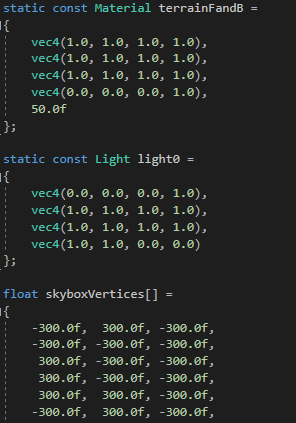 static const Material terrainFandB =
{
vec4(1.0, 1.0, 1.0, 1.0),
vec4(1.0, 1.0, 1.0, 1.0),
vec4(1.0, 1.0, 1.0, 1.0),
vec4(0.0, 0.0, 0.0, 1.0),
50.0f
};
static const Light light0 =
{
vec4(0.0, 0.0, 0.0, 1.0),
vec4(1.0, 1.0, 1.0, 1.0),
vec4(1.0, 1.0, 1.0, 1.0),
vec4(1.0, 1.0, 0.0, 0.0)
};
float skyboxVertices[] =
{
-300.0f,  300.0f, -300.0f,
-300.0f, -300.0f, -300.0f,
300.0f, -300.0f, -300.0f,
300.0f, -300.0f, -300.0f,
300.0f,  300.0f, -300.0f,
-300.0f,  300.0f, -300.0f,